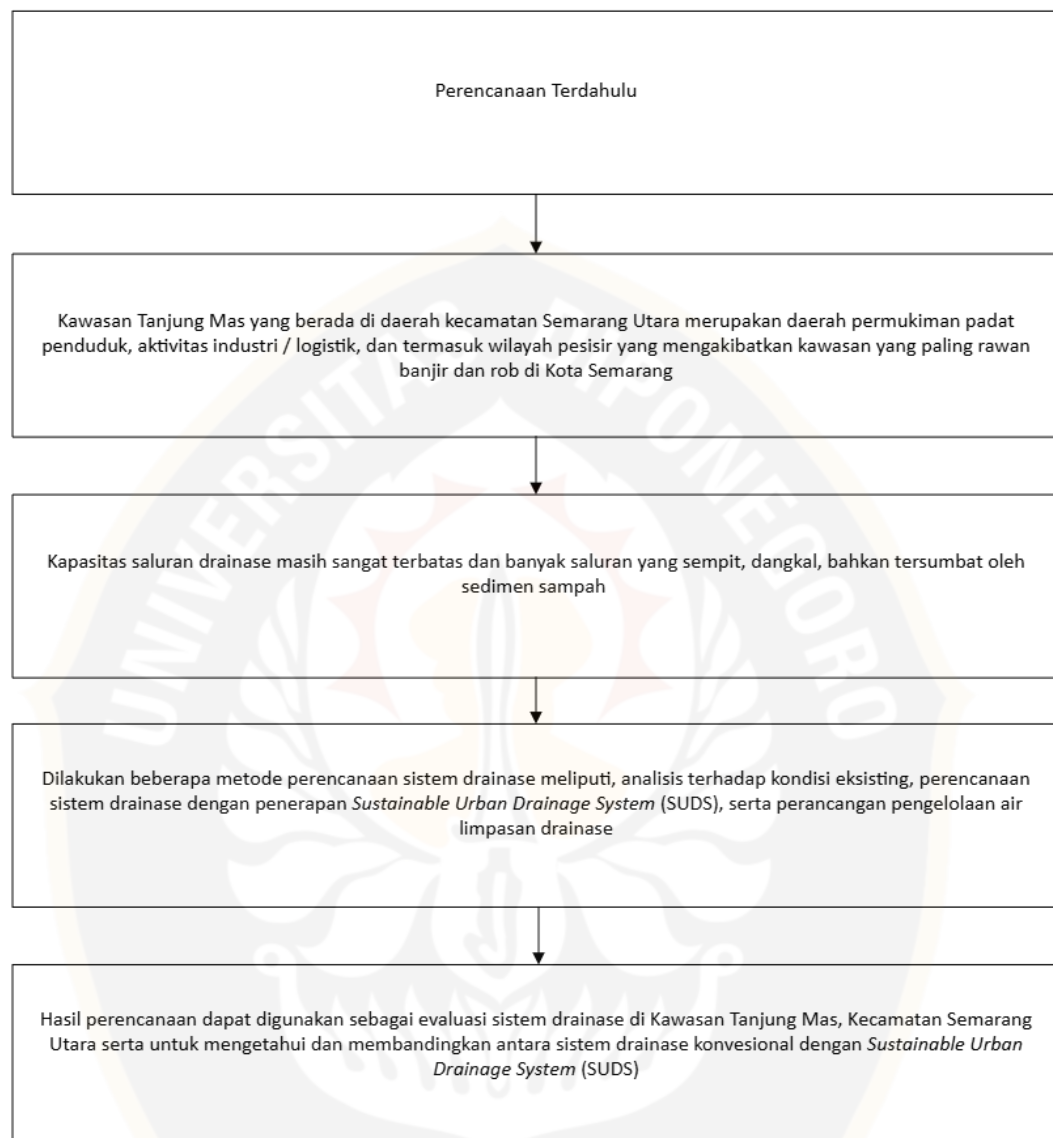 Perencanaan Terdahulu
Kawasan Tanjung Mas yang berada di daerah kecamatan Semarang Utara merupakan daerah permukiman padat
penduduk, aktivitas industri / logistik, dan termasuk wilayah pesisir yang mengakibatkan kawasan yang paling rawan
banjir dan rob di Kota Semarang
Kapasitas saluran drainase masih sangat terbatas dan banyak saluran yang sempit, dangkal, bahkan tersumbat oleh
sedimen sampah
Dilakukan beberapa metode perencanaan sistem drainase meliputi, analisis terhadap kondisi eksisting, perencanaan
sistem drainase dengan penerapan Sustainable Urban Drainage System (SUDS), serta perancangan pengelolaan air
limpasan drainase
Hasil perencanaan dapat digunakan sebagai evaluasi sistem drainase di Kawasan Tanjung Mas, Kecamatan Semarang
Utara serta untuk mengetahui dan membandingkan antara sistem drainase konvesional dengan Sustainable Urban
Drainage System (SUDS)
UNIVERSITAS DIPONEGORO